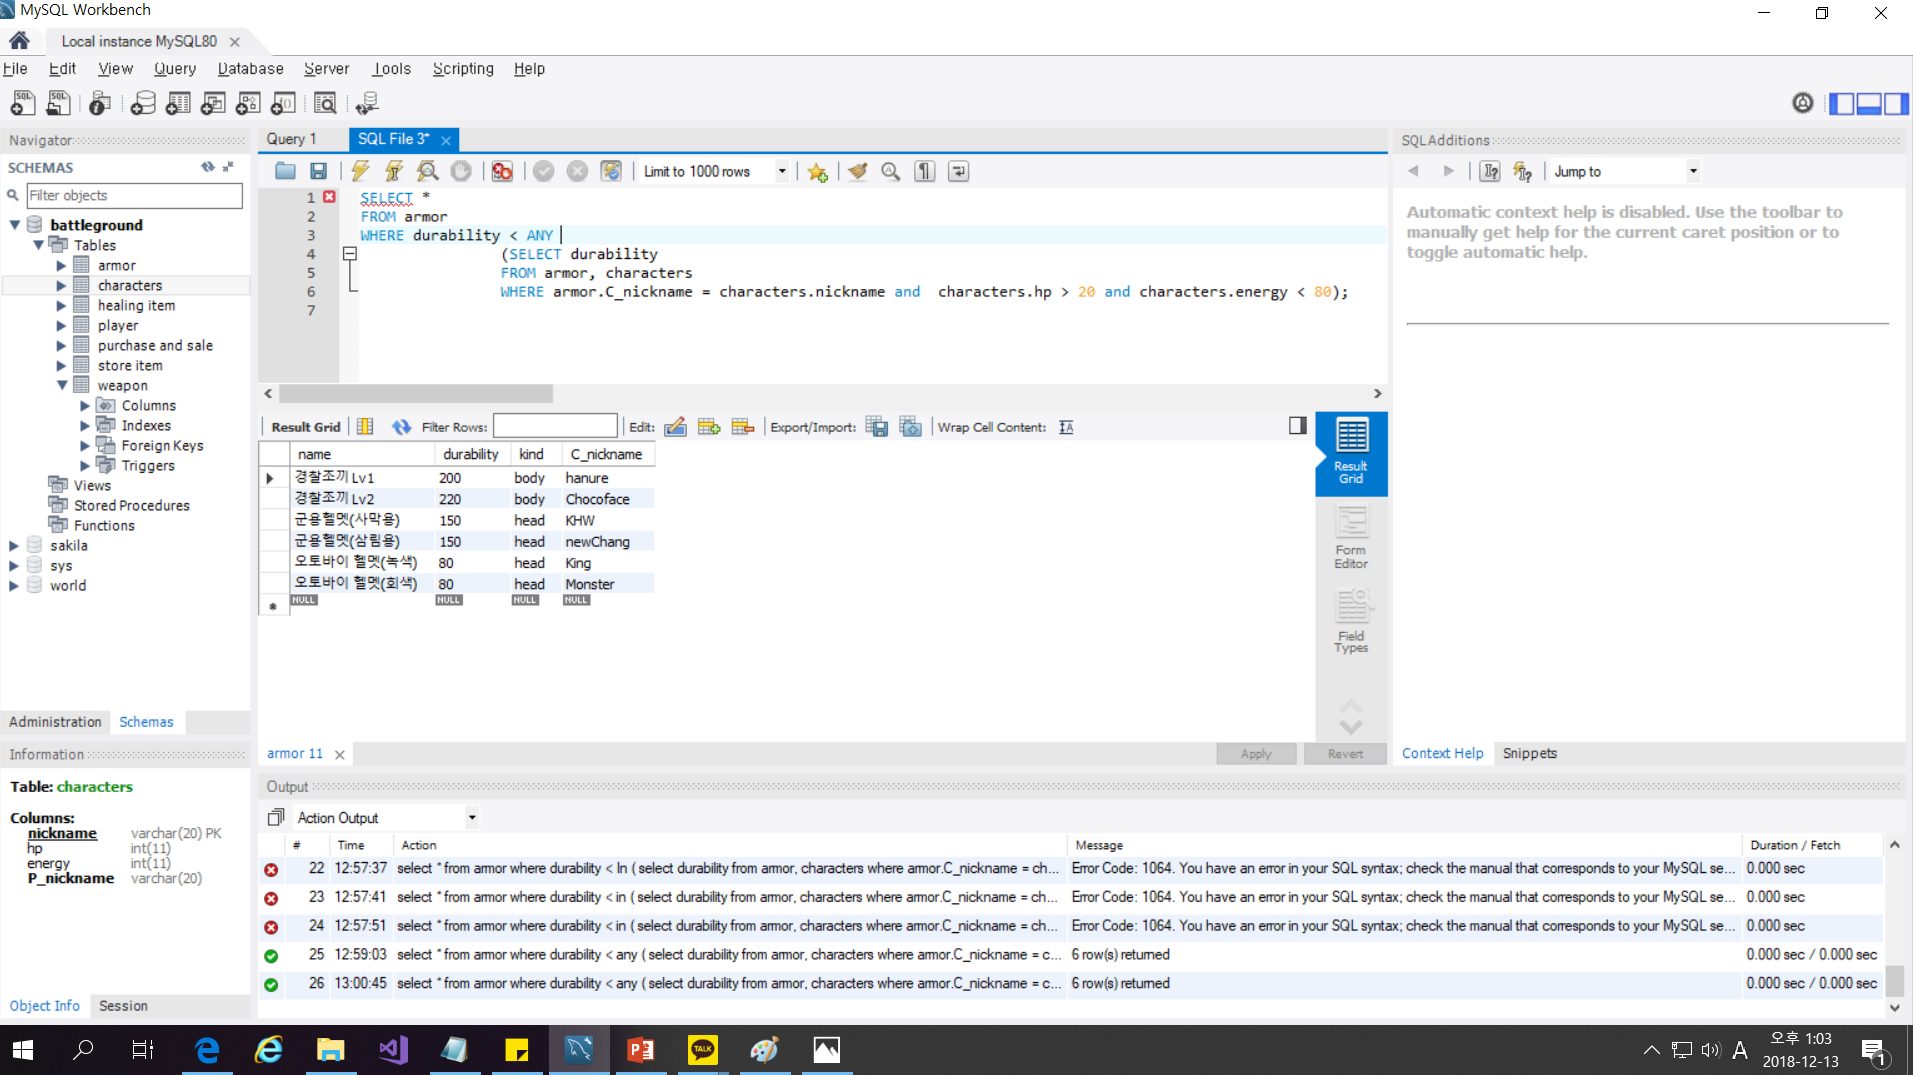 MySQL Workbench
Local instance MySQL80
File Edit View Query Database Server Tools Scripting Help
Navigator
SCHEMAS
Filter objects
battleground
Tables
armor
characters
healing item
player
purchase and sale
store item
weapon
Columns
Indexes
Foreign Keys
Triggers
Views
Stored Procedures
Functions
sakila
sys
world
Administration Schemas
Information
Table: characters
Columns:
nickname varchar(20) PK
hp int(11)
energy int(11)
P_nickname varchar(20)
Object Info Session
Query 1 SQL File 3*
Limit to 1000 rows
1 SELECT *
2 FROM armor
3 WHERE durability < ANY
4 (SELECT durability
5 FROM armor, characters
6 WHERE armor.C_nickname = characters.nickname and characters.hp > 20 and characters.energy < 80);
7
Result Grid Filter Rows: Edit: Export/Import: Wrap Cell Content:
name durability kind C_nickname
경찰조끼 Lv1 200 body hanure
경찰조끼 Lv2 220 body Chocoface
군용헬멧(사막용) 150 head KHW
군용헬멧(삼림용) 150 head newChang
오토바이 헬멧(녹색) 80 head King
오토바이 헬멧(회색) 80 head Monster
NULL NULL NULL NULL
Result
Grid
Form
Editor
Field
Types
armor 11
Apply Revert
SQLAdditions
Jump to
Automatic context help is disabled. Use the toolbar to
manually get help for the current caret position or to
toggle automatic help.
Context Help Snippets
Output
Action Output
# Time Action Message Duration / Fetch
22 12:57:37 select * from armor where durability < In ( select durability from armor, characters where armor.C_nickname = ch... Error Code: 1064. You have an error in your SQL syntax; check the manual that corresponds to your MySQL se... 0.000 sec
23 12:57:41 select * from armor where durability < in ( select durability from armor, characters where armor.C_nickname = ch... Error Code: 1064. You have an error in your SQL syntax; check the manual that corresponds to your MySQL se... 0.000 sec
24 12:57:51 select * from armor where durability < in ( select durability from armor, characters where armor.C_nickname = ch... Error Code: 1064. You have an error in your SQL syntax; check the manual that corresponds to your MySQL se... 0.000 sec
25 12:59:03 select * from armor where durability < any ( select durability from armor, characters where armor.C_nickname = c... 6 row(s) returned 0.000 sec / 0.000 sec
26 13:00:45 select * from armor where durability < any ( select durability from armor, characters where armor.C_nickname = c... 6 row(s) returned 0.000 sec / 0.000 sec
TALK
A
오후 1:03
2018-12-13
1